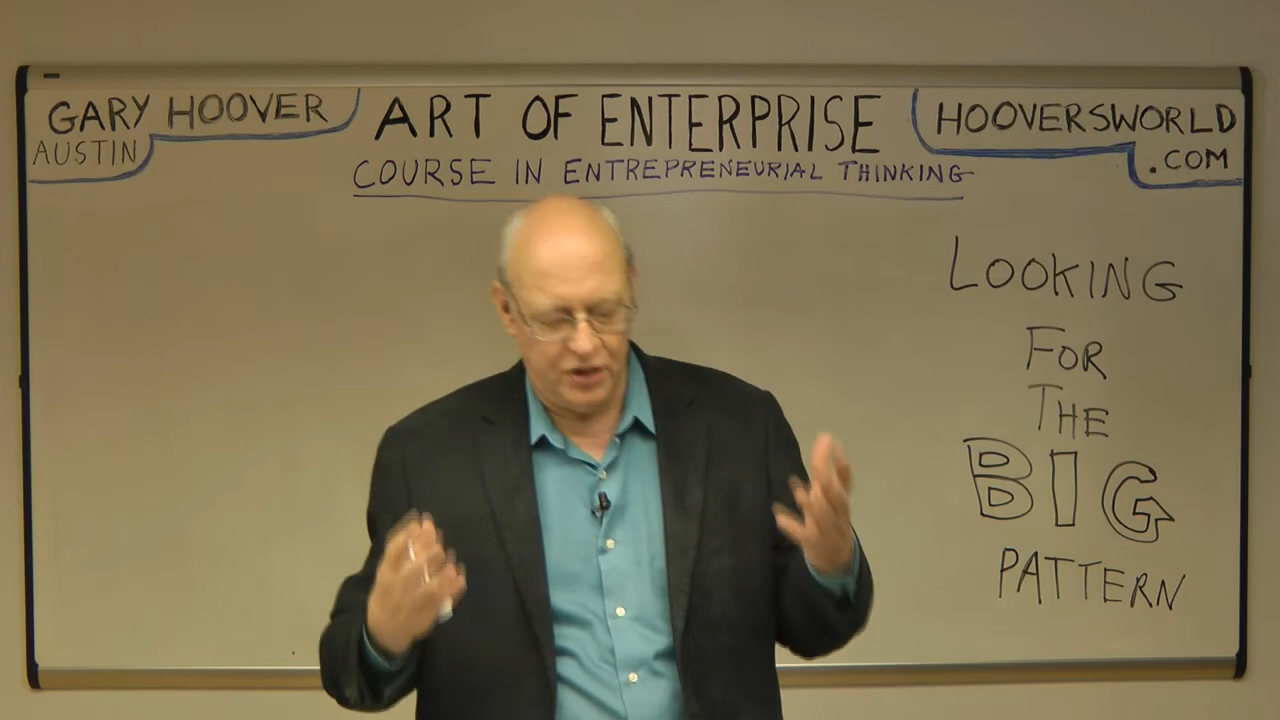 GARY HOOVER
AUSTIN
ART OF ENTERPRISE
COURSE IN ENTREPRENEURIAL THINKING
HOOVERSWORLD
.COM
LOOKING
FOR
THE
BIG
PATTERN